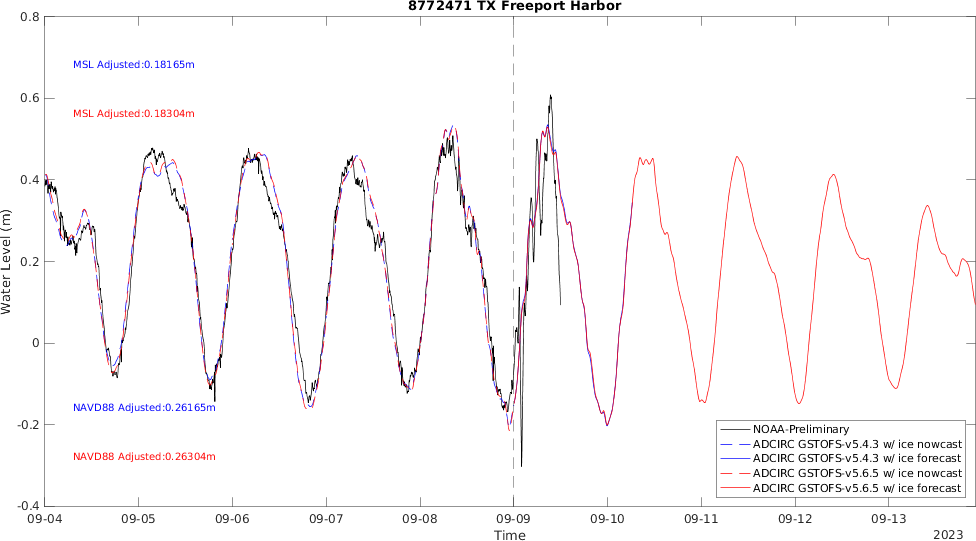 8772471 TX Freeport Harbor
0.8
0.6
0.4
0.2
0
-0.2
-0.4
Water Level (m)
MSL Adjusted:0.18165m
MSL Adjusted:0.18304m
NAVD88 Adjusted:0.26165m
NAVD88 Adjusted:0.26304m
NOAA-Preliminary
ADCIRC GSTOFS-v5.4.3 w/ ice nowcast
ADCIRC GSTOFS-v5.4.3 w/ ice forecast
ADCIRC GSTOFS-v5.6.5 w/ ice nowcast
ADCIRC GSTOFS-v5.6.5 w/ ice forecast
09-04 09-05 09-06 09-07 09-08 09-09 09-10 09-11 09-12 09-13
Time
2023